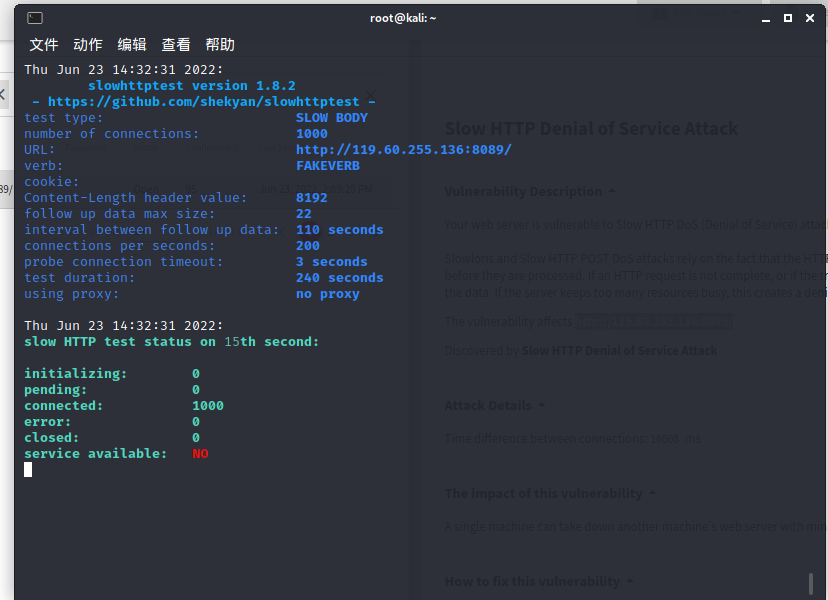 root@kali: ~
文件 动作 编辑 查看 帮助
Thu Jun 23 14:32:31 2022:
slowhttptest version 1.8.2
- https://github.com/shekyan/slowhttptest -
test type: SLOW BODY
number of connections: 1000
URL: http://119.60.255.136:8089/
verb: FAKEVERB
cookie:
Content-Length header value: 8192
follow up data max size: 22
interval between follow up data: 110 seconds
connections per seconds: 200
probe connection timeout: 3 seconds
test duration: 240 seconds
using proxy: no proxy
Thu Jun 23 14:32:31 2022:
slow HTTP test status on 15th second:
initializing: 0
pending: 0
connected: 1000
error: 0
closed: 0
service available: NO
89/
Open
Slow HTTP Denial of Service Attack
Vulnerability Description
Your web server is vulnerable to Slow HTTP DoS (Denial of Service) attac
Slowloris and Slow HTTP POST DoS attacks rely on the fact that the HTT
before they are processed. If an HTTP request is not complete, or if the
the data. If the server keeps too many resources busy, this creates a deni
The vulnerability affects
Discovered by Slow HTTP Denial of Service Attack
Attack Details
Time difference between connections: ms
The impact of this vulnerability
A single machine can take down another machine's web server with min
How to fix this vulnerability